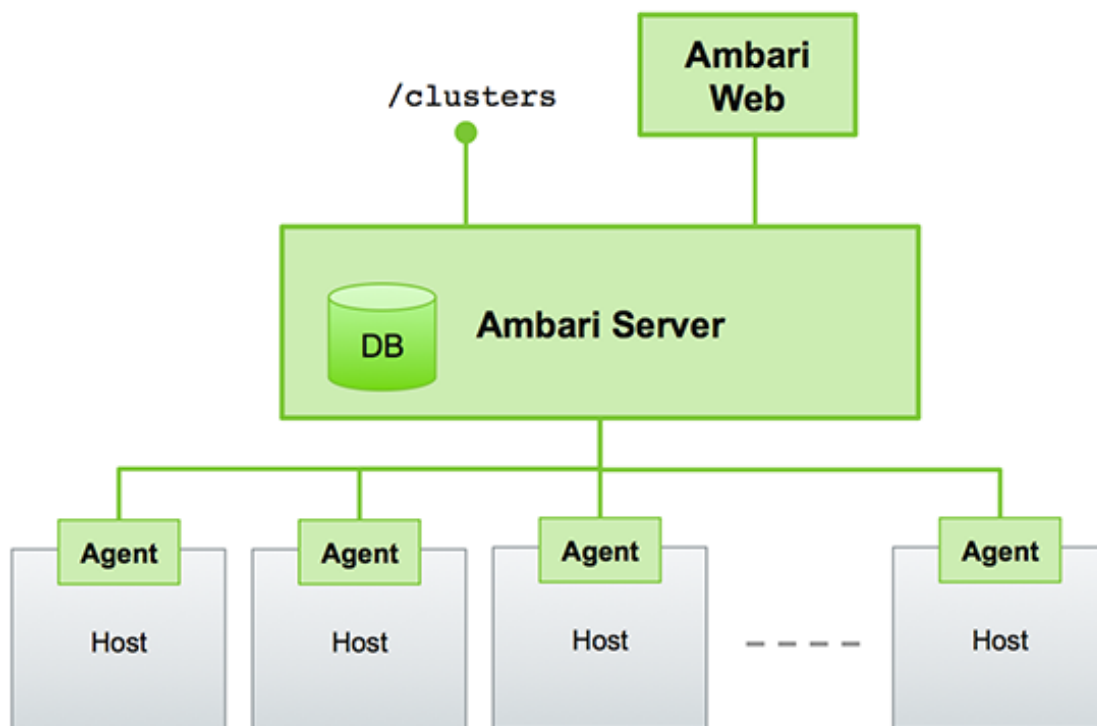 Ambari
Web
/clusters
DB
Ambari Server
Agent
Agent
Agent
Agent
Host
Host
Host
Host